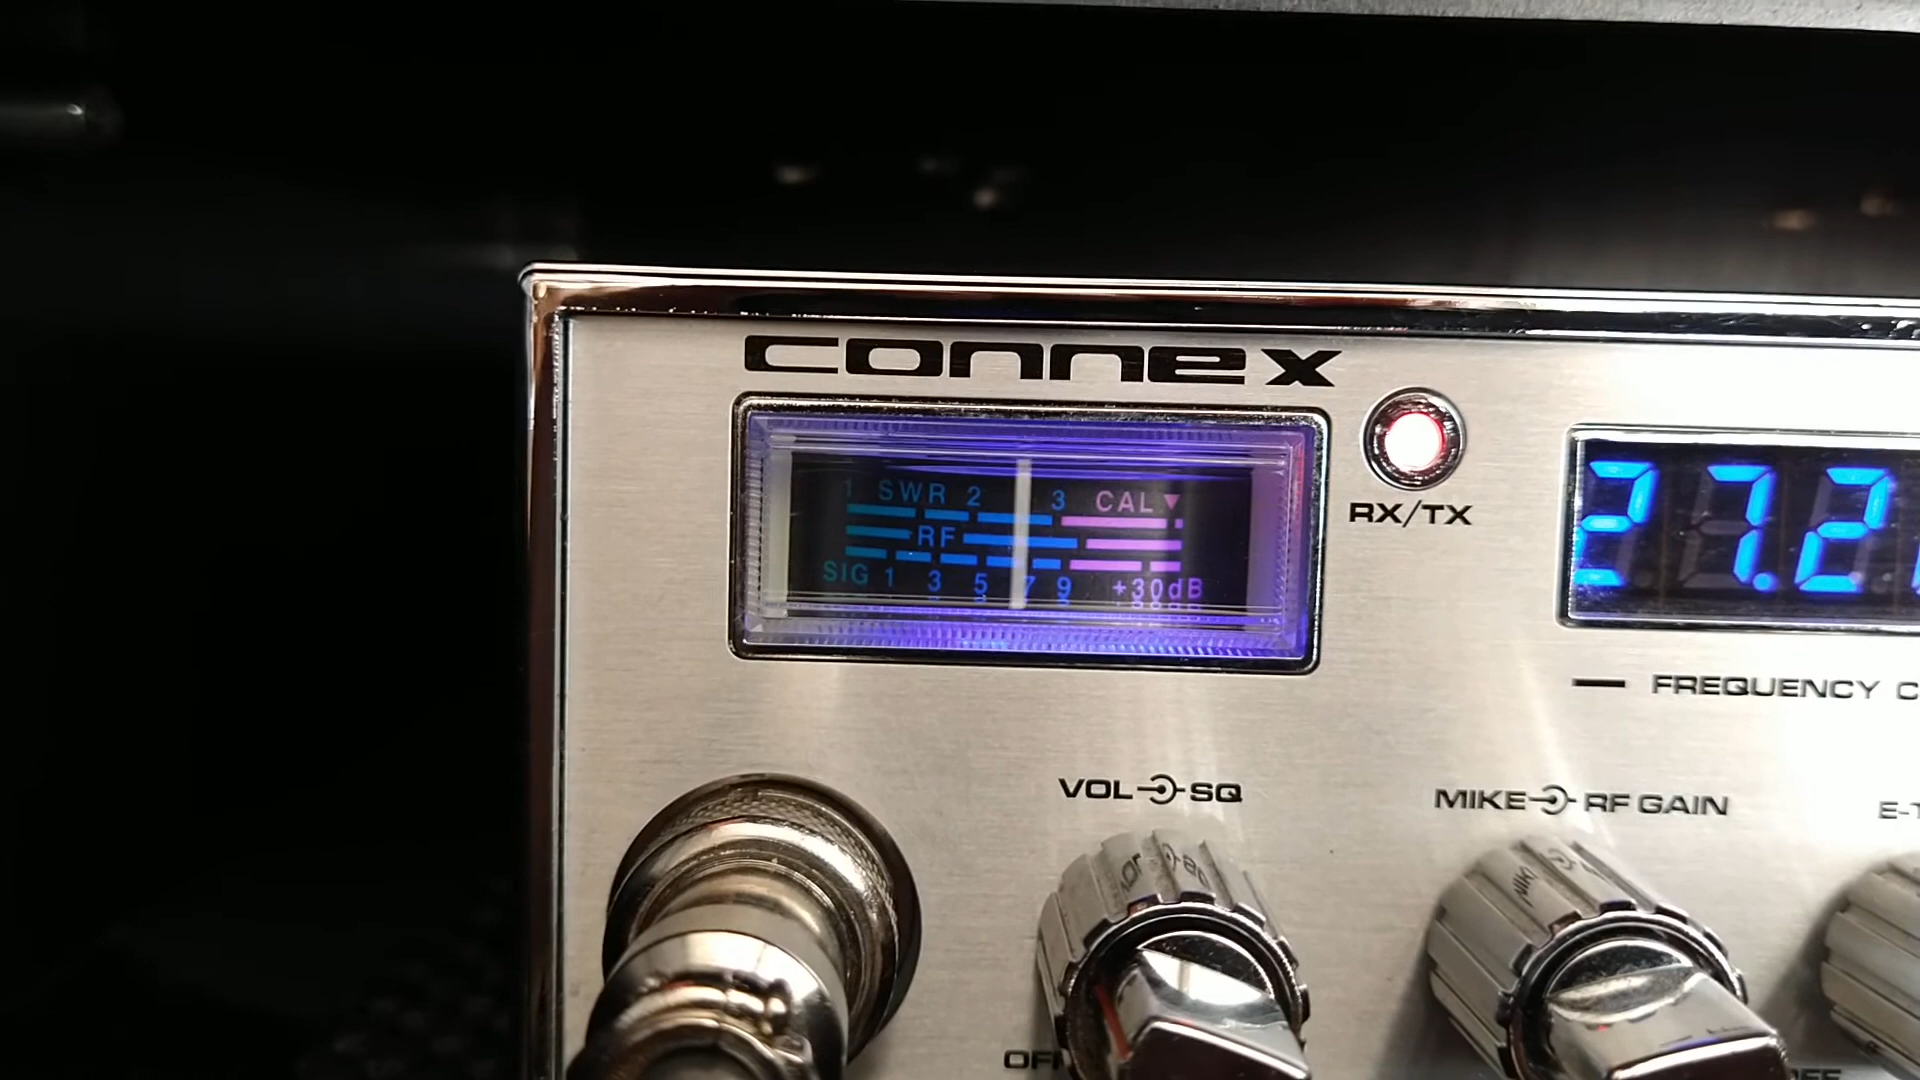 connex
1 SWR 2 3 CAL▼
RF
SIG 1 3 5 7 9 +30dB
RX/TX
27.2
FREQUENCY C
VOL SQ
MIKE RF GAIN
E-T
OFF